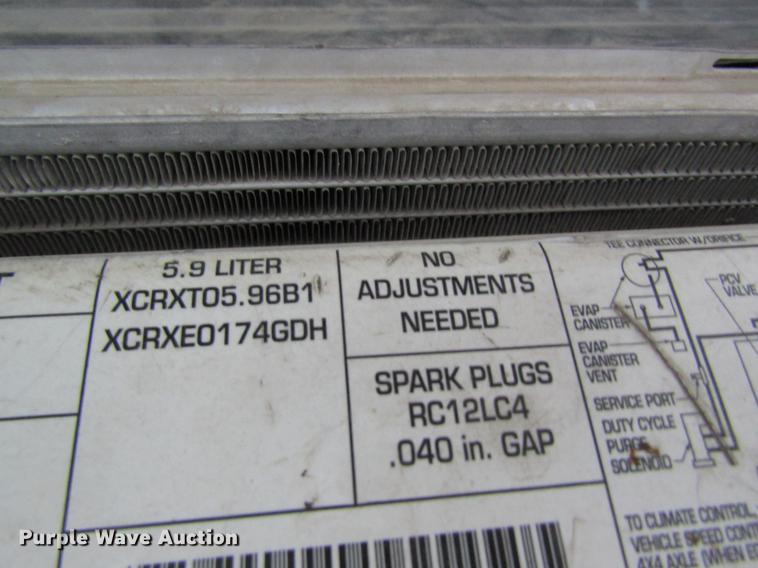 5.9 LITER
XCRXT05.96B1
XCRXE0174GDH
NO
ADJUSTMENTS
NEEDED
SPARK PLUGS
RC12LC4
.040 in. GAP
TEE CONNECTOR W/ORIFICE
PCV
VALVE
EVAP
CANISTER
EVAP
CANISTER
VENT
SERVICE PORT
DUTY CYCLE
PURGE
SOLENOID
TO CLIMATE CONTROL,
VEHICLE SPEED CONT
4X4 AXLE (WHEN EQ
Purple Wave Auction